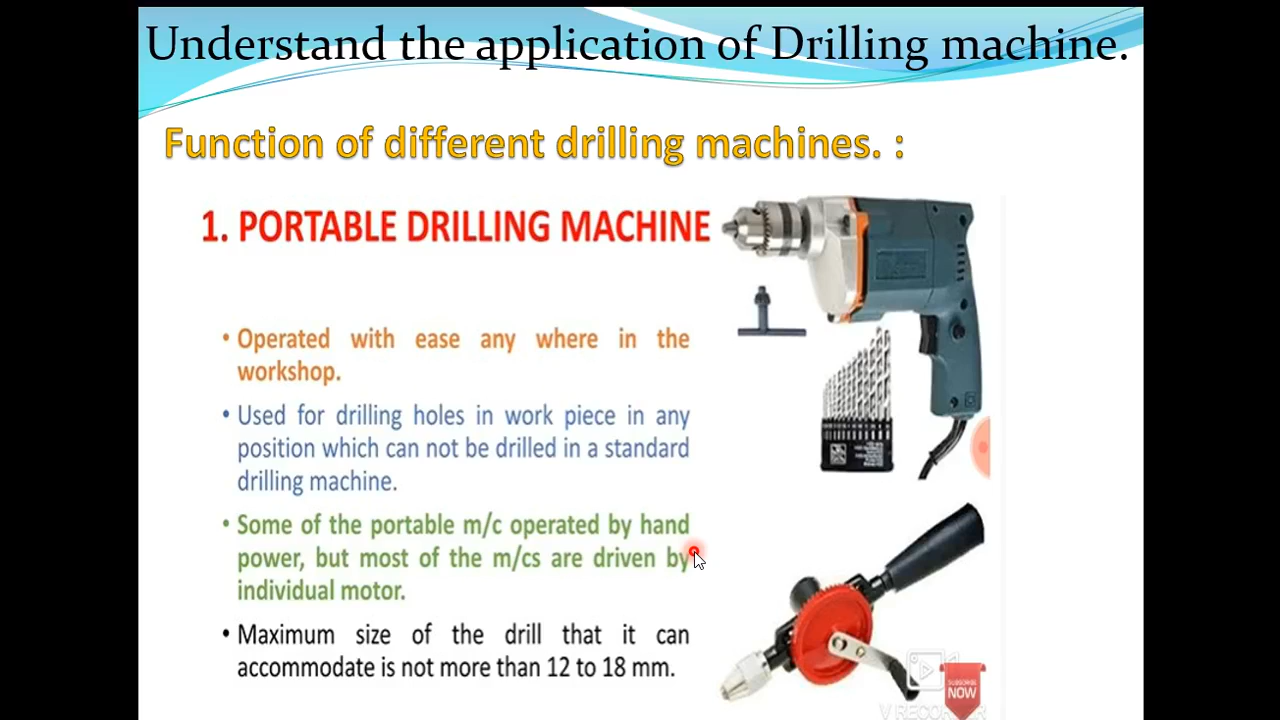 Understand the application of Drilling machine.
Function of different drilling machines. :
1. PORTABLE DRILLING MACHINE
• Operated with ease any where in the
workshop.
• Used for drilling holes in work piece in any
position which can not be drilled in a standard
drilling machine.
• Some of the portable m/c operated by hand
power, but most of the m/cs are driven by
individual motor.
• Maximum size of the drill that it can
accommodate is not more than 12 to 18 mm.
SUBSCRIBE
NOW
V RECORDER